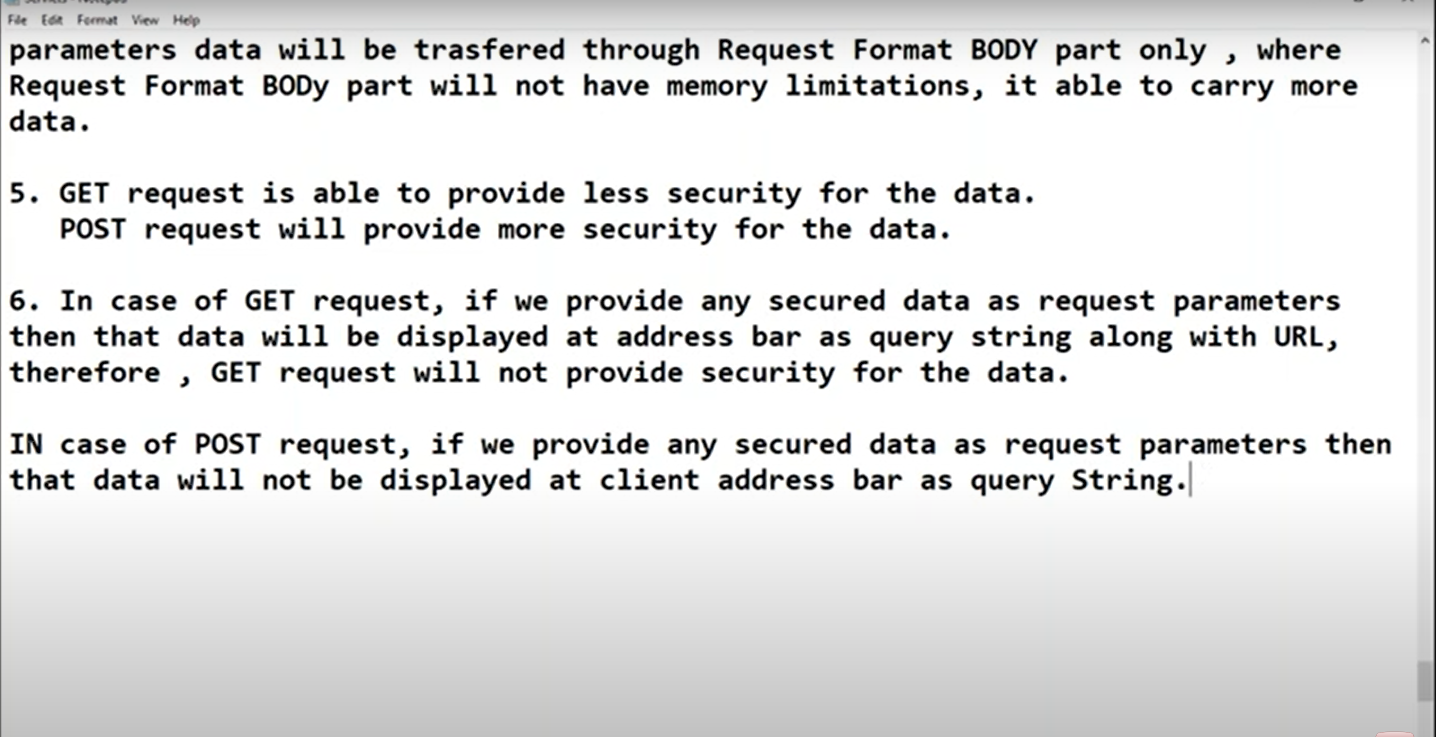 File Edit Format View Help
parameters data will be trasfered through Request Format BODY part only , where
Request Format BODy part will not have memory limitations, it able to carry more
data.
5. GET request is able to provide less security for the data.
POST request will provide more security for the data.
6. In case of GET request, if we provide any secured data as request parameters
then that data will be displayed at address bar as query string along with URL,
therefore , GET request will not provide security for the data.
IN case of POST request, if we provide any secured data as request parameters then
that data will not be displayed at client address bar as query String.